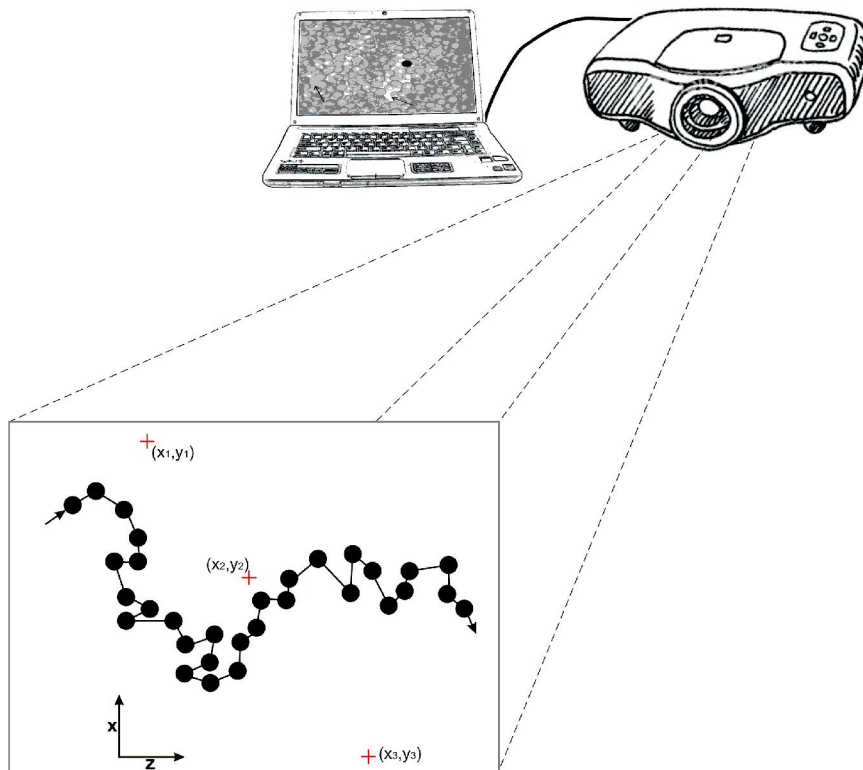 (x₁,y₁)
(x₂,y₂)
(x₃,y₃)
x
z